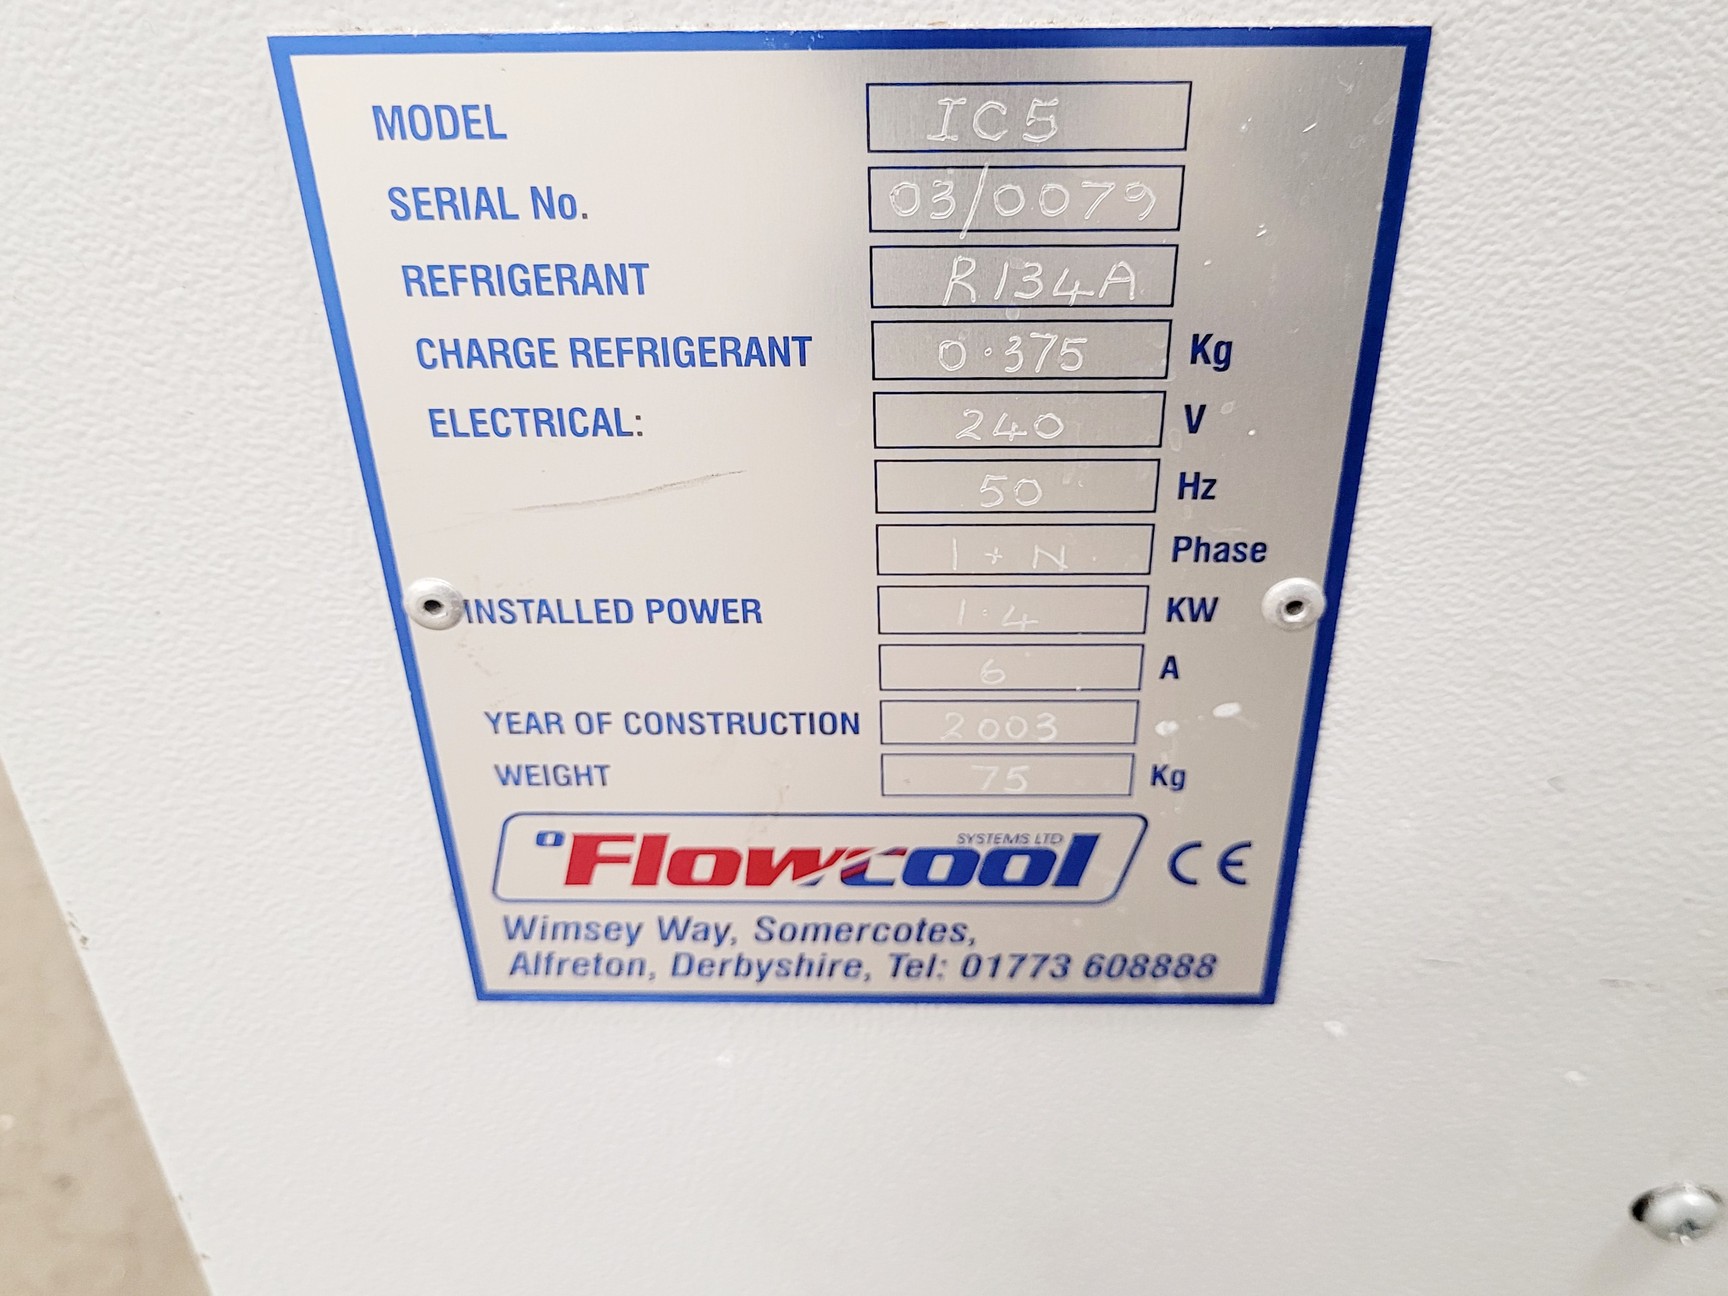 MODEL IC5
SERIAL No. 03/0079
REFRIGERANT R134A
CHARGE REFRIGERANT 0.375 Kg
ELECTRICAL: 240 V
50 Hz
1+N Phase
INSTALLED POWER 1.4 KW
6 A
YEAR OF CONSTRUCTION 2003
WEIGHT 75 Kg
°Flowcool SYSTEMS LTD CE
Wimsey Way, Somercotes,
Alfreton, Derbyshire, Tel: 01773 608888